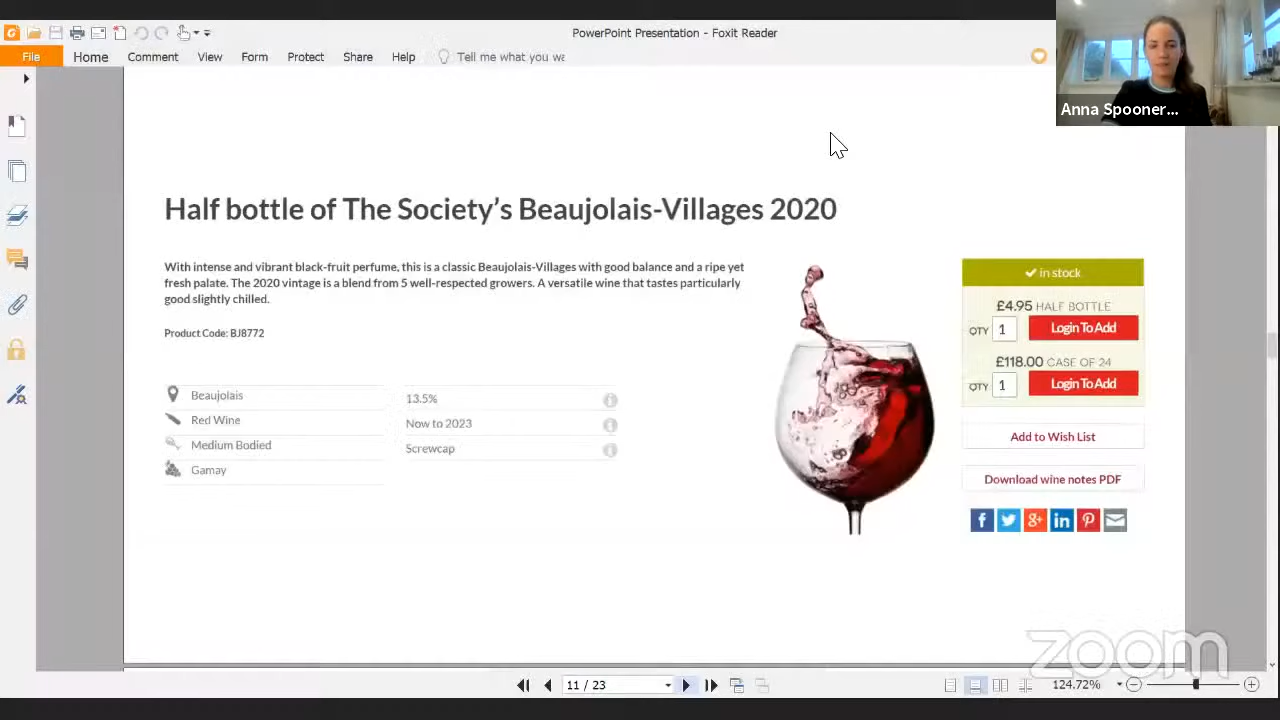 PowerPoint Presentation - Foxit Reader
File Home Comment View Form Protect Share Help Tell me what you wa
Anna Spooner...
Half bottle of The Society’s Beaujolais-Villages 2020
With intense and vibrant black-fruit perfume, this is a classic Beaujolais-Villages with good balance and a ripe yet
fresh palate. The 2020 vintage is a blend from 5 well-respected growers. A versatile wine that tastes particularly
good slightly chilled.
Product Code: BJ8772
Beaujolais
Red Wine
Medium Bodied
Gamay
13.5%
Now to 2023
Screwcap
in stock
£4.95 HALF BOTTLE
QTY 1 Login To Add
£118.00 CASE OF 24
QTY 1 Login To Add
Add to Wish List
Download wine notes PDF
zoom
11 / 23
124.72%